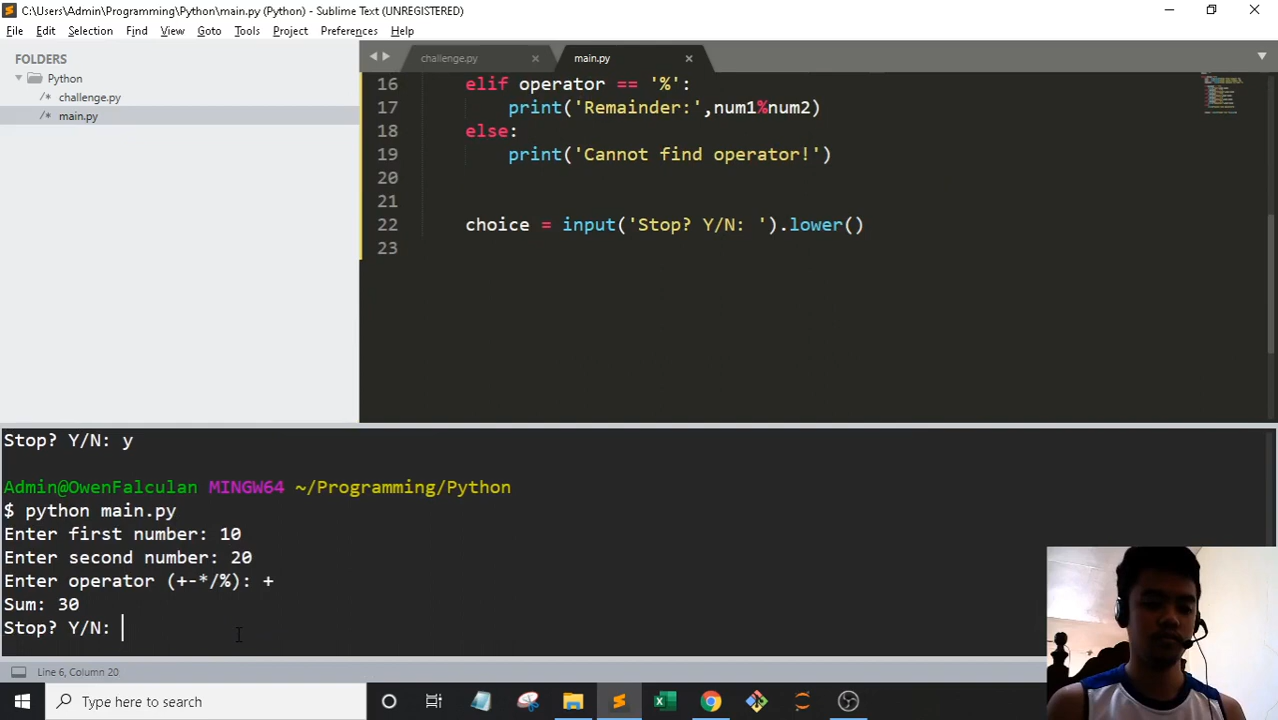 C:\Users\Admin\Programming\Python\main.py (Python) - Sublime Text (UNREGISTERED)
File Edit Selection Find View Goto Tools Project Preferences Help
FOLDERS
Python
/* challenge.py
/* main.py
challenge.py main.py
16 elif operator == '%':
17 print('Remainder:',num1%num2)
18 else:
19 print('Cannot find operator!')
20
21
22 choice = input('Stop? Y/N: ').lower()
23
Stop? Y/N: y
Admin@OwenFalculan MINGW64 ~/Programming/Python
$ python main.py
Enter first number: 10
Enter second number: 20
Enter operator (+-*/%): +
Sum: 30
Stop? Y/N:
Line 6, Column 20
Type here to search